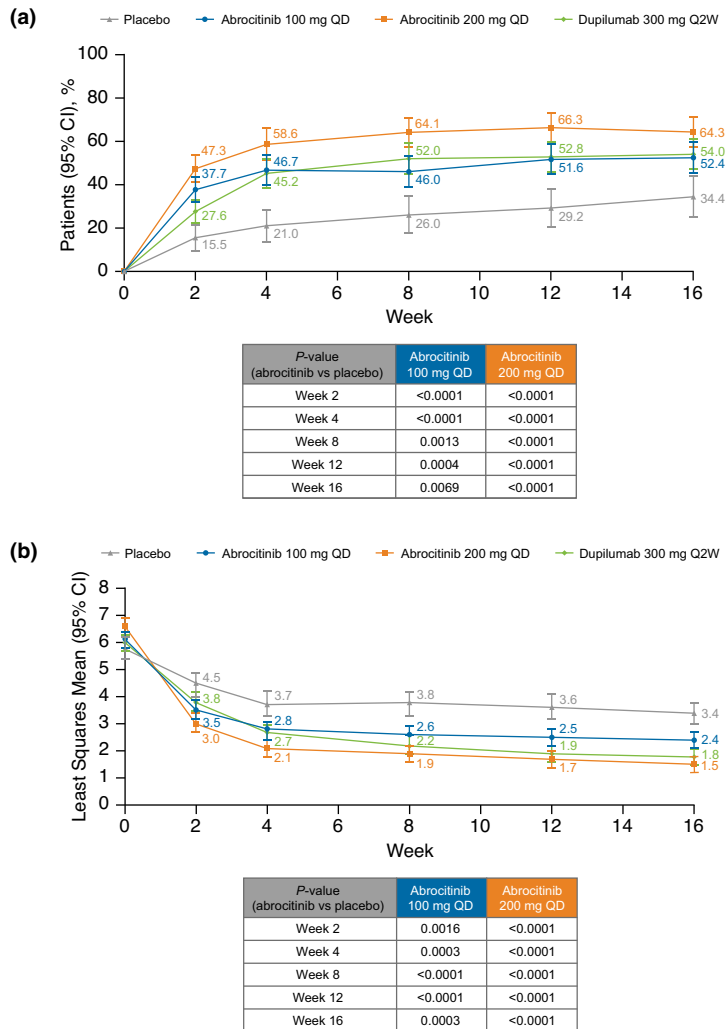 (a)
Placebo Abrocitinib 100 mg QD Abrocitinib 200 mg QD Dupilumab 300 mg Q2W
Patients (95% CI), %
100
80
60
40
20
0
47.3 58.6 64.1 66.3 64.3
37.7 46.7 52.0 52.8 54.0
27.6 45.2 46.0 51.6 52.4
15.5 21.0 26.0 29.2 34.4
0 2 4 6 8 10 12 14 16
Week
P-value (abrocitinib vs placebo) Abrocitinib 100 mg QD Abrocitinib 200 mg QD
Week 2 <0.0001 <0.0001
Week 4 <0.0001 <0.0001
Week 8 0.0013 <0.0001
Week 12 0.0004 <0.0001
Week 16 0.0069 <0.0001
(b)
Placebo Abrocitinib 100 mg QD Abrocitinib 200 mg QD Dupilumab 300 mg Q2W
Least Squares Mean (95% CI)
8
7
6
5
4
3
2
1
0
4.5 3.7 3.8 3.6 3.4
3.8 2.8 2.6 2.5 2.4
3.5 2.7 2.2 1.9 1.8
3.0 2.1 1.9 1.7 1.5
0 2 4 6 8 10 12 14 16
Week
P-value (abrocitinib vs placebo) Abrocitinib 100 mg QD Abrocitinib 200 mg QD
Week 2 0.0016 <0.0001
Week 4 0.0003 <0.0001
Week 8 <0.0001 <0.0001
Week 12 <0.0001 <0.0001
Week 16 0.0003 <0.0001